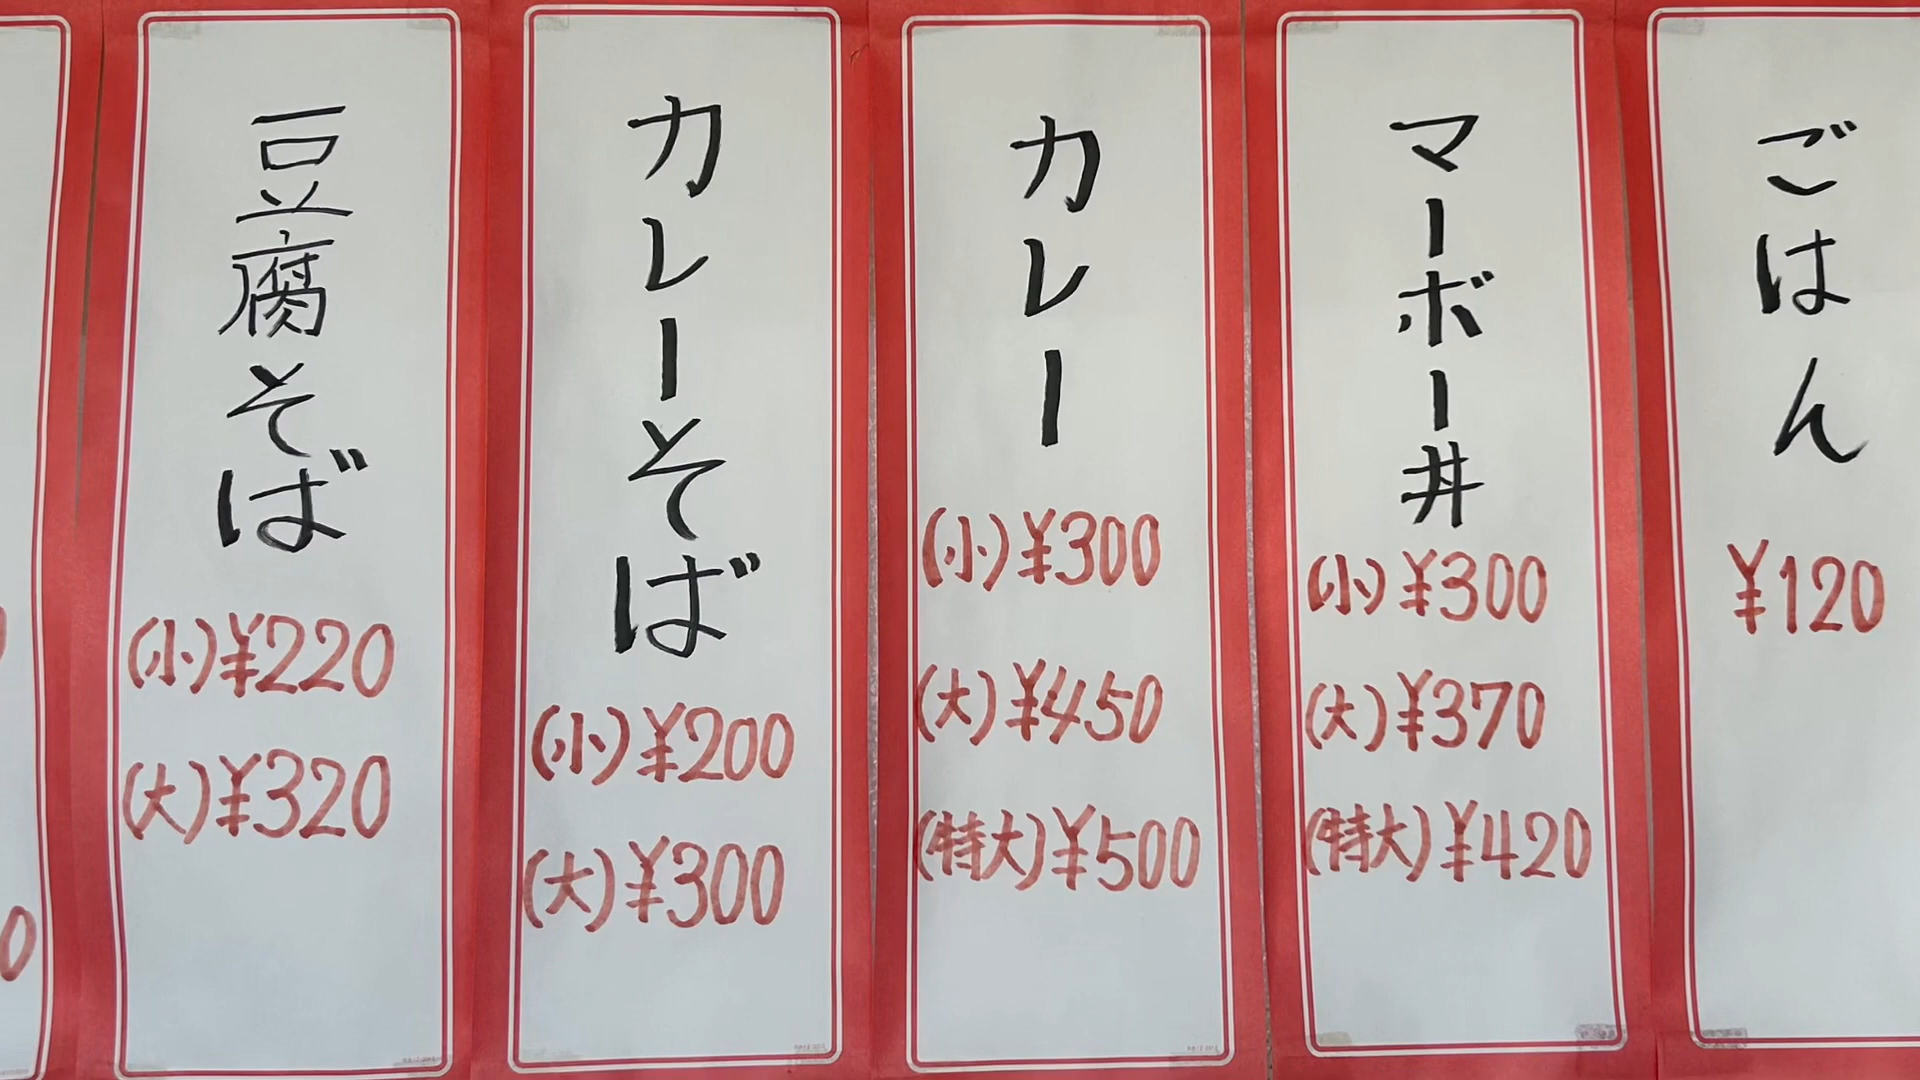 ごはん
¥120
マーボー丼
(小)¥300
(大)¥370
(特大)¥420
カレー
(小)¥300
(大)¥450
(特大)¥500
カレーそば
(小)¥200
(大)¥300
豆腐そば
(小)¥220
(大)¥320